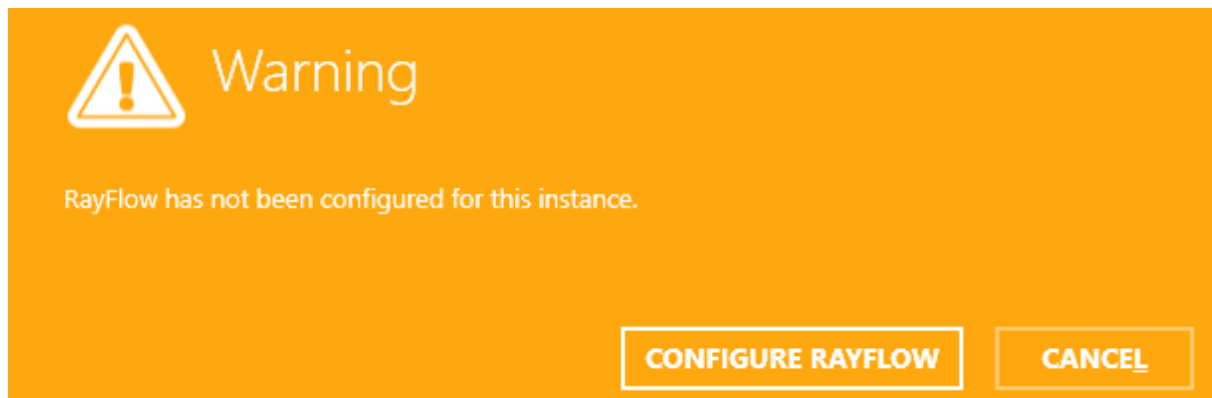 Warning
RayFlow has not been configured for this instance.
CONFIGURE RAYFLOW
CANCEL